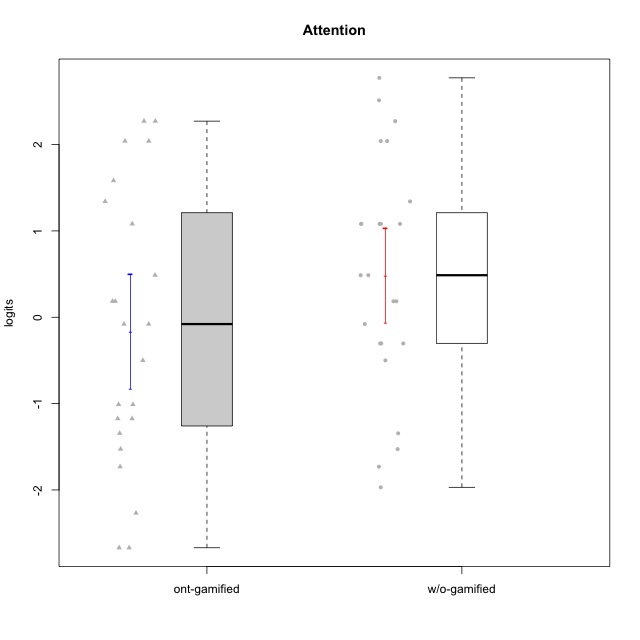 Attention
logits
2
1
0
-1
-2
ont-gamified
w/o-gamified